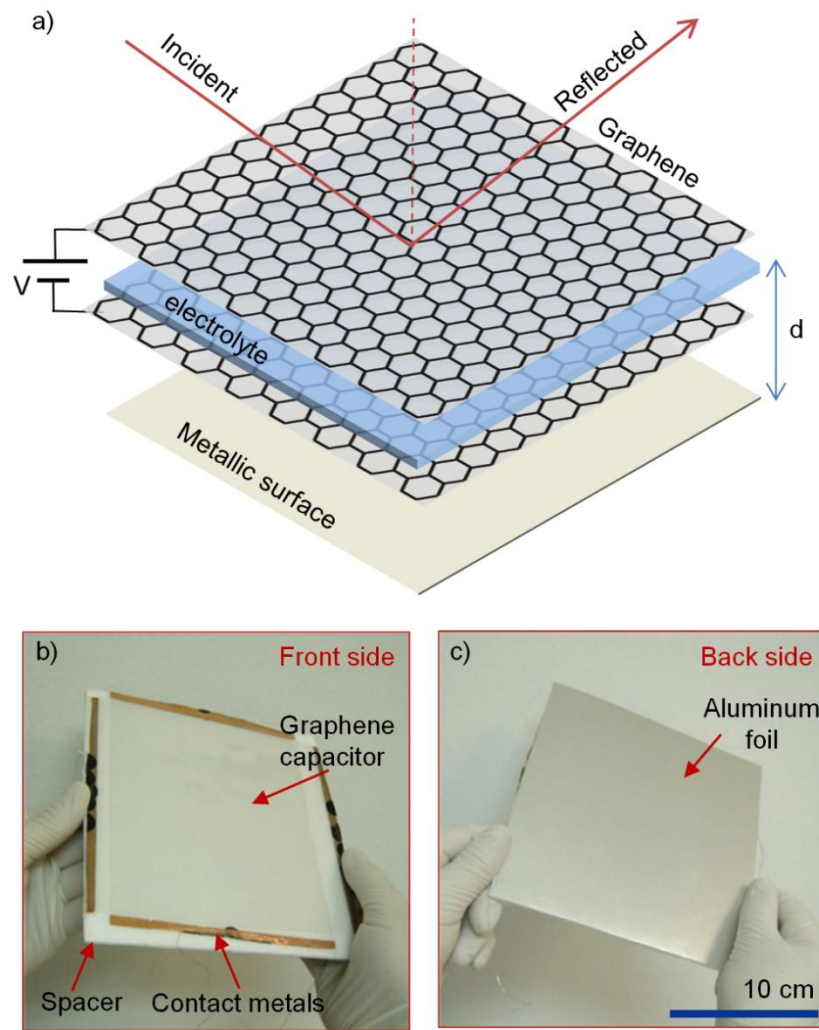 a)
Incident
Reflected
Graphene
V
electrolyte
d
Metallic surface
b)
Front side
Graphene
capacitor
Spacer
Contact metals
c)
Back side
Aluminum
foil
10 cm